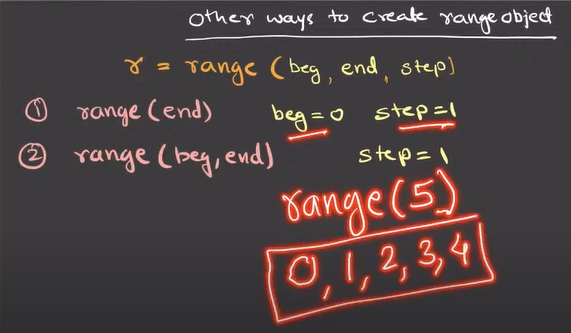 Other ways to create range object
r = range (beg, end, step)
① range (end) beg = 0 step = 1
② range (beg, end) step = 1
range (5)
0, 1, 2, 3, 4